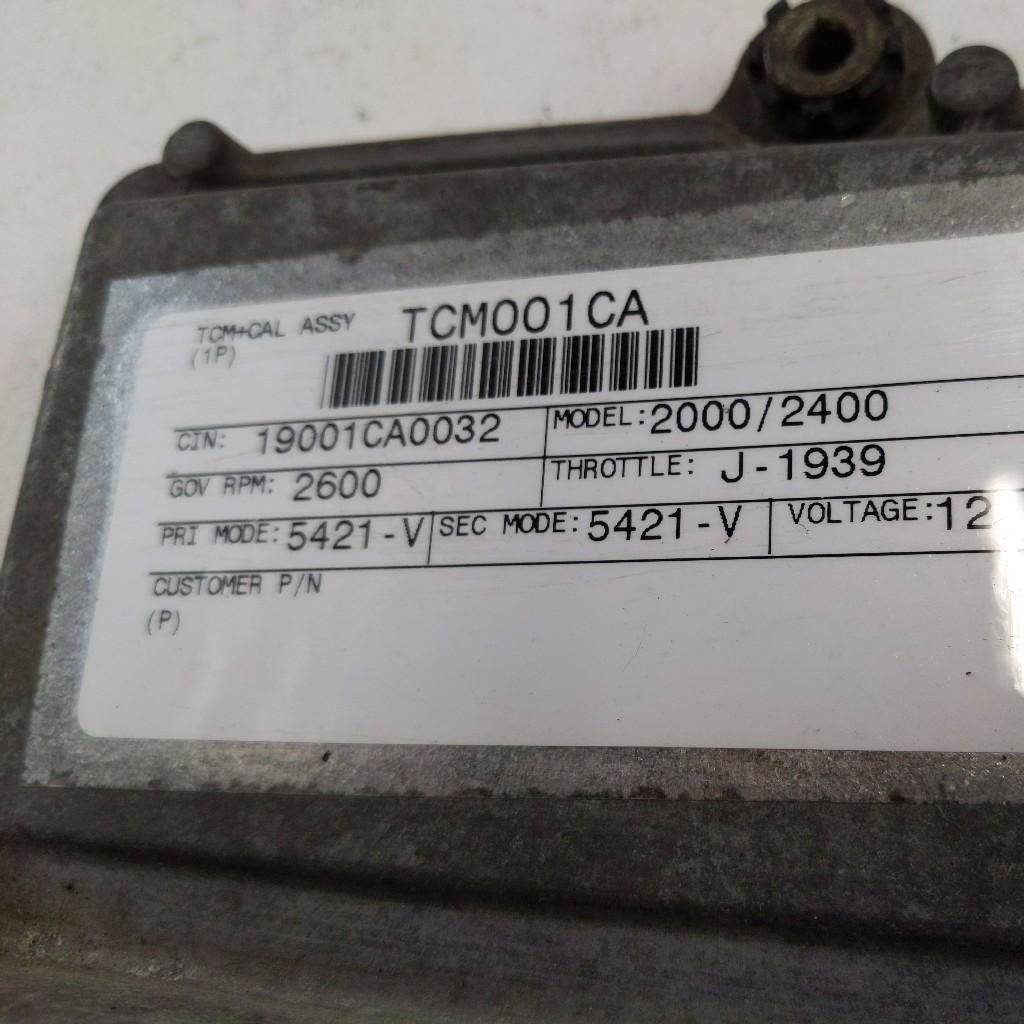 TCM+CAL ASSY TCM001CA
(1P)
CIN: 19001CA0032 MODEL: 2000/2400
GOV RPM: 2600 THROTTLE: J-1939
PRI MODE: 5421-V SEC MODE: 5421-V VOLTAGE: 12
CUSTOMER P/N
(P)